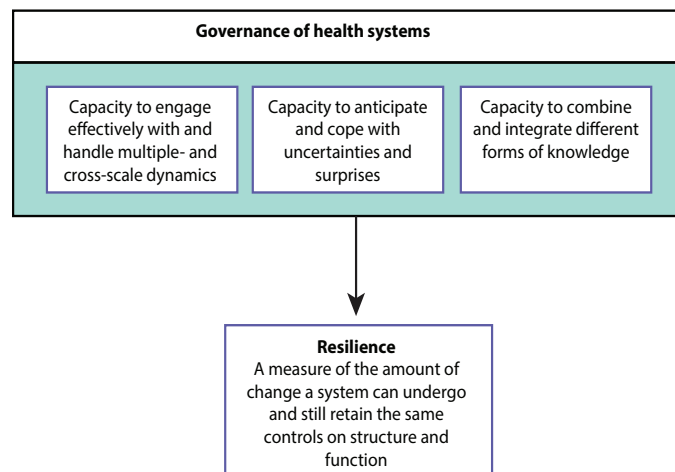 Governance of health systems
Capacity to engage
effectively with and
handle multiple- and
cross-scale dynamics
Capacity to anticipate
and cope with
uncertainties and
surprises
Capacity to combine
and integrate different
forms of knowledge
Resilience
A measure of the amount of
change a system can undergo
and still retain the same
controls on structure and
function